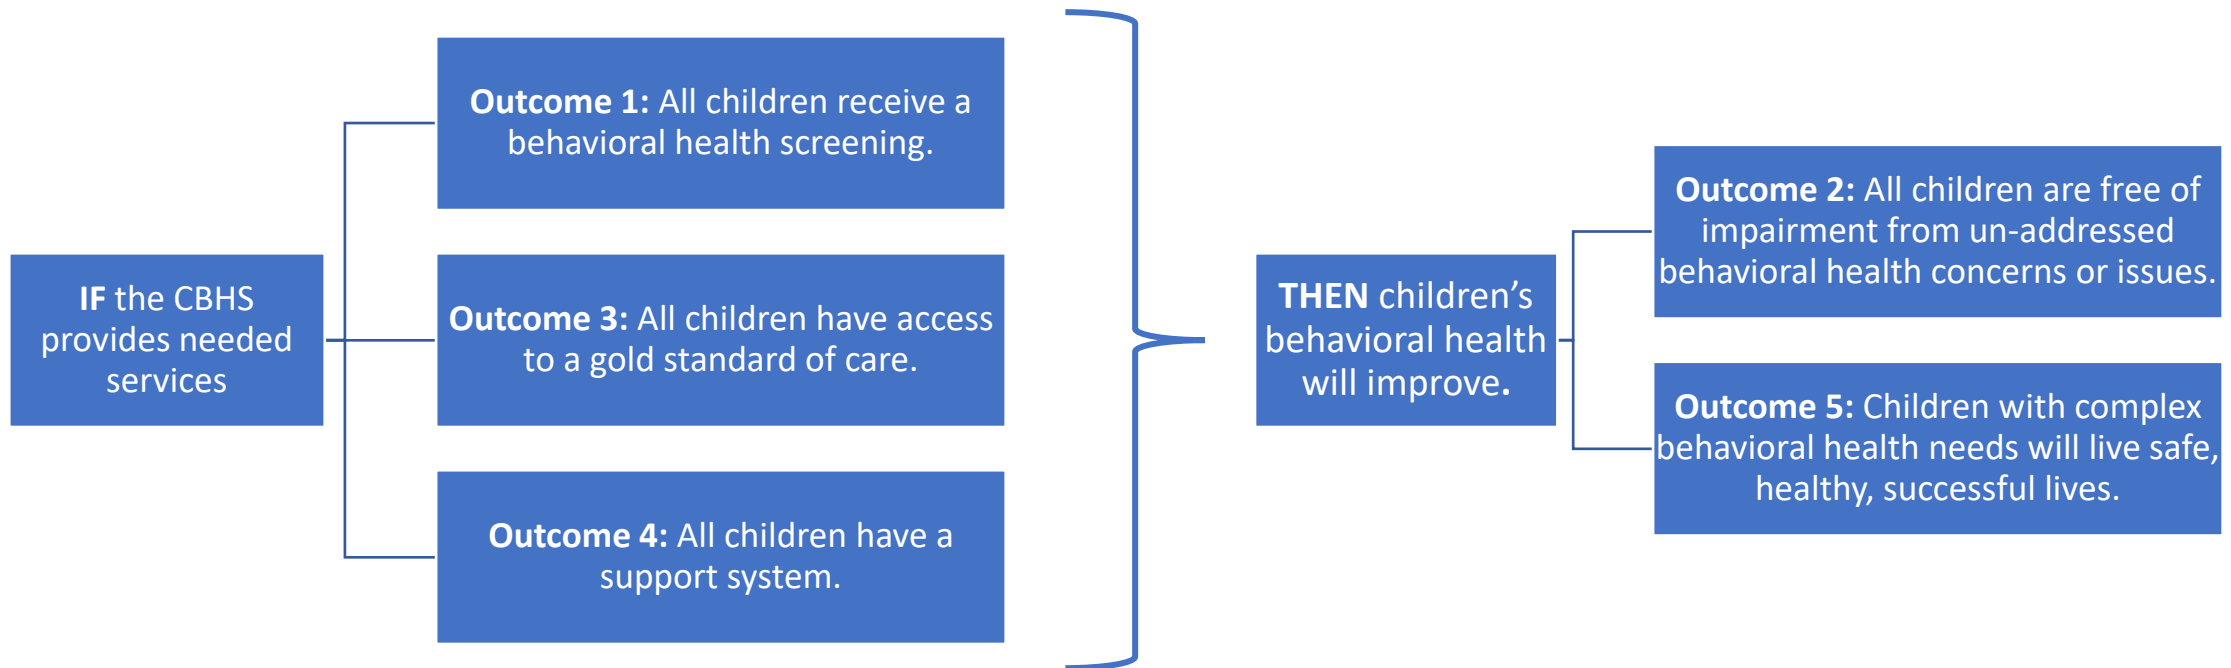 IF the CBHS
provides needed
services
Outcome 1: All children receive a
behavioral health screening.
Outcome 3: All children have access
to a gold standard of care.
Outcome 4: All children have a
support system.
THEN children’s
behavioral health
will improve.
Outcome 2: All children are free of
impairment from un-addressed
behavioral health concerns or issues.
Outcome 5: Children with complex
behavioral health needs will live safe,
healthy, successful lives.